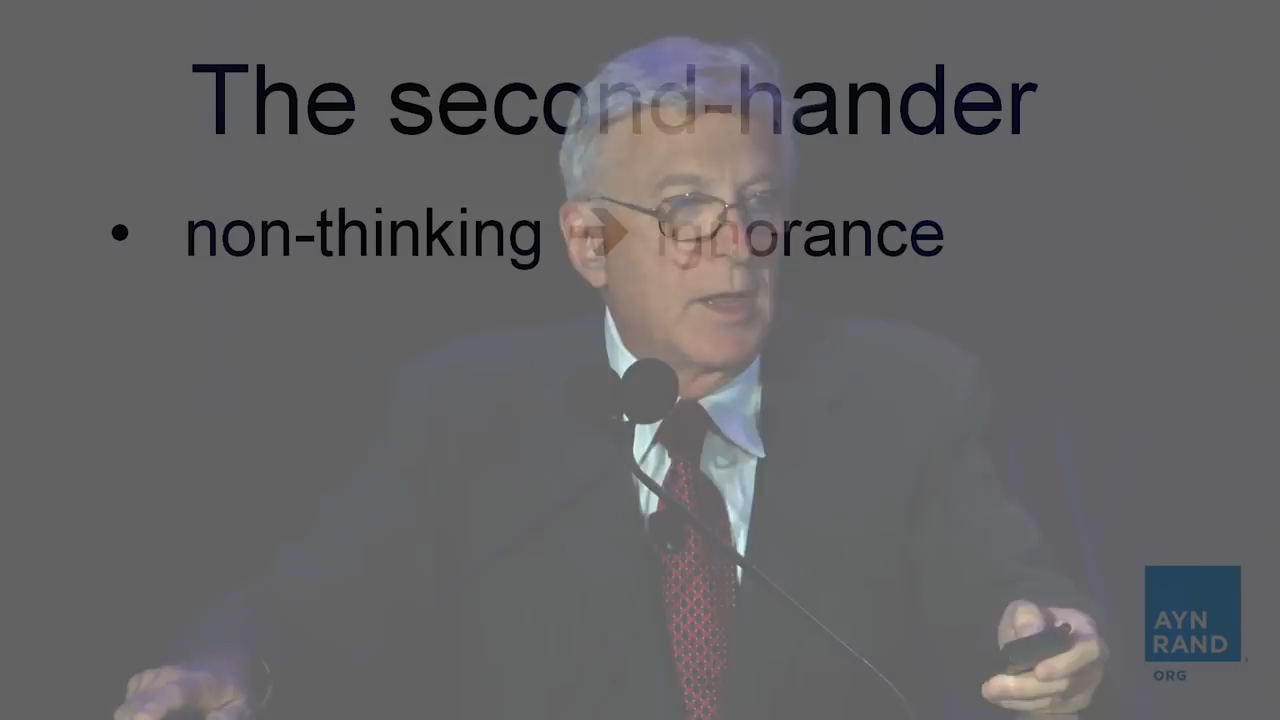 The second-hander
• non-thinking → ignorance
AYN
RAND
ORG